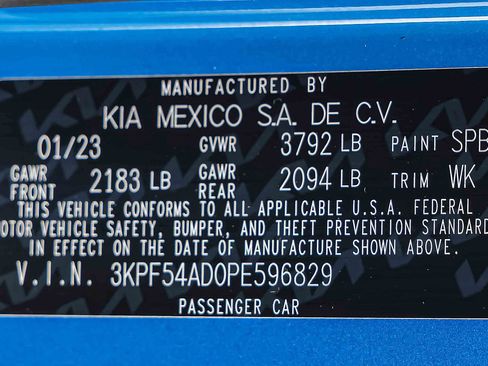 MANUFACTURED BY
KIA MEXICO S.A. DE C.V.
01/23 GVWR 3792 LB PAINT SPB
GAWR FRONT 2183 LB GAWR REAR 2094 LB TRIM WK
THIS VEHICLE CONFORMS TO ALL APPLICABLE U.S.A. FEDERAL
OTOR VEHICLE SAFETY, BUMPER, AND THEFT PREVENTION STANDARD
IN EFFECT ON THE DATE OF MANUFACTURE SHOWN ABOVE.
V.I.N. 3KPF54AD0PE596829
PASSENGER CAR